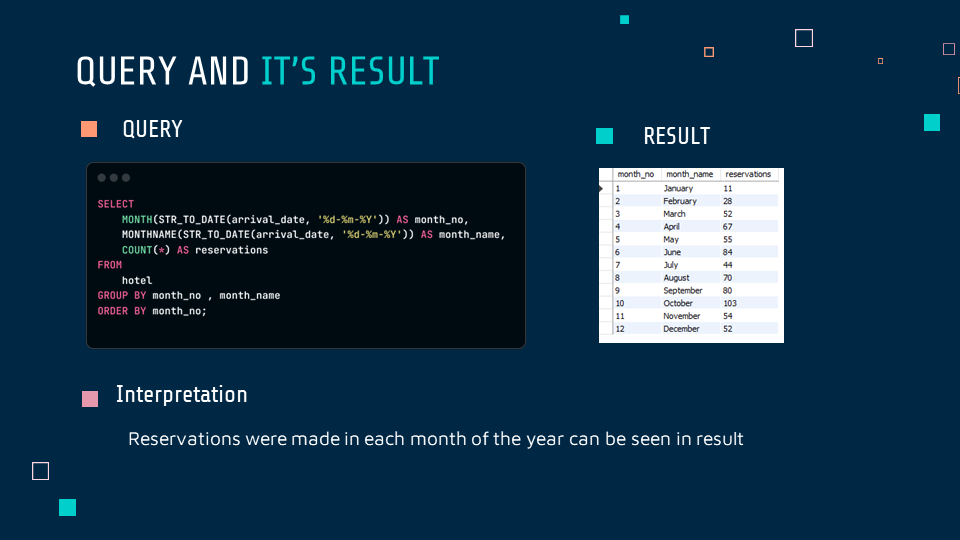 QUERY AND IT'S RESULT
QUERY
SELECT
MONTH(STR_TO_DATE(arrival_date, '%d-%m-%Y')) AS month_no,
MONTHNAME(STR_TO_DATE(arrival_date, '%d-%m-%Y')) AS month_name,
COUNT(*) AS reservations
FROM
hotel
GROUP BY month_no , month_name
ORDER BY month_no;
RESULT
month_no month_name reservations
1 January 11
2 February 28
3 March 52
4 April 67
5 May 55
6 June 84
7 July 44
8 August 70
9 September 80
10 October 103
11 November 54
12 December 52
Interpretation
Reservations were made in each month of the year can be seen in result